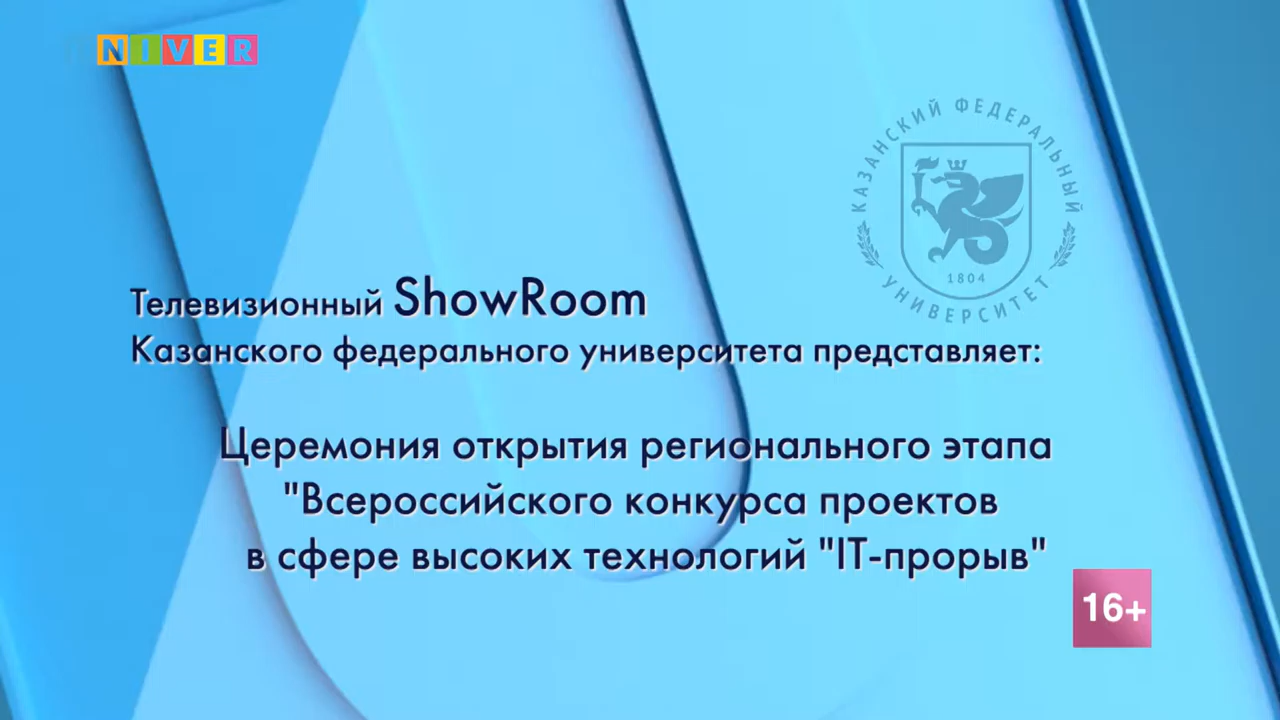 NIVER
КАЗАНСКИЙ ФЕДЕРАЛЬНЫЙ
УНИВЕРСИТЕТ
1804
Телевизионный ShowRoom
Казанского федерального университета представляет:
Церемония открытия регионального этапа
"Всероссийского конкурса проектов
в сфере высоких технологий "IT-прорыв"
16+